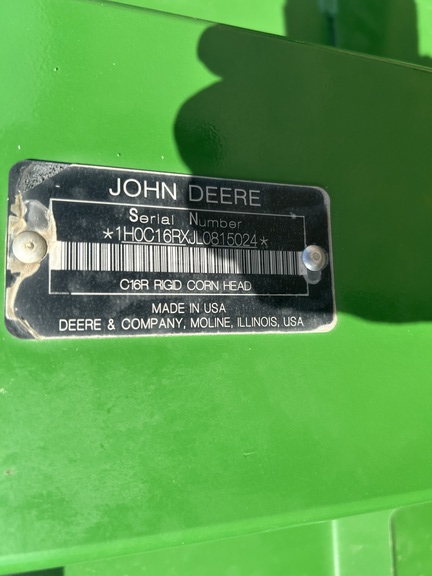 JOHN DEERE
Serial Number
*1H0C16RXJL0815024*
C16R RIGID CORN HEAD
MADE IN USA
DEERE & COMPANY, MOLINE, ILLINOIS, USA